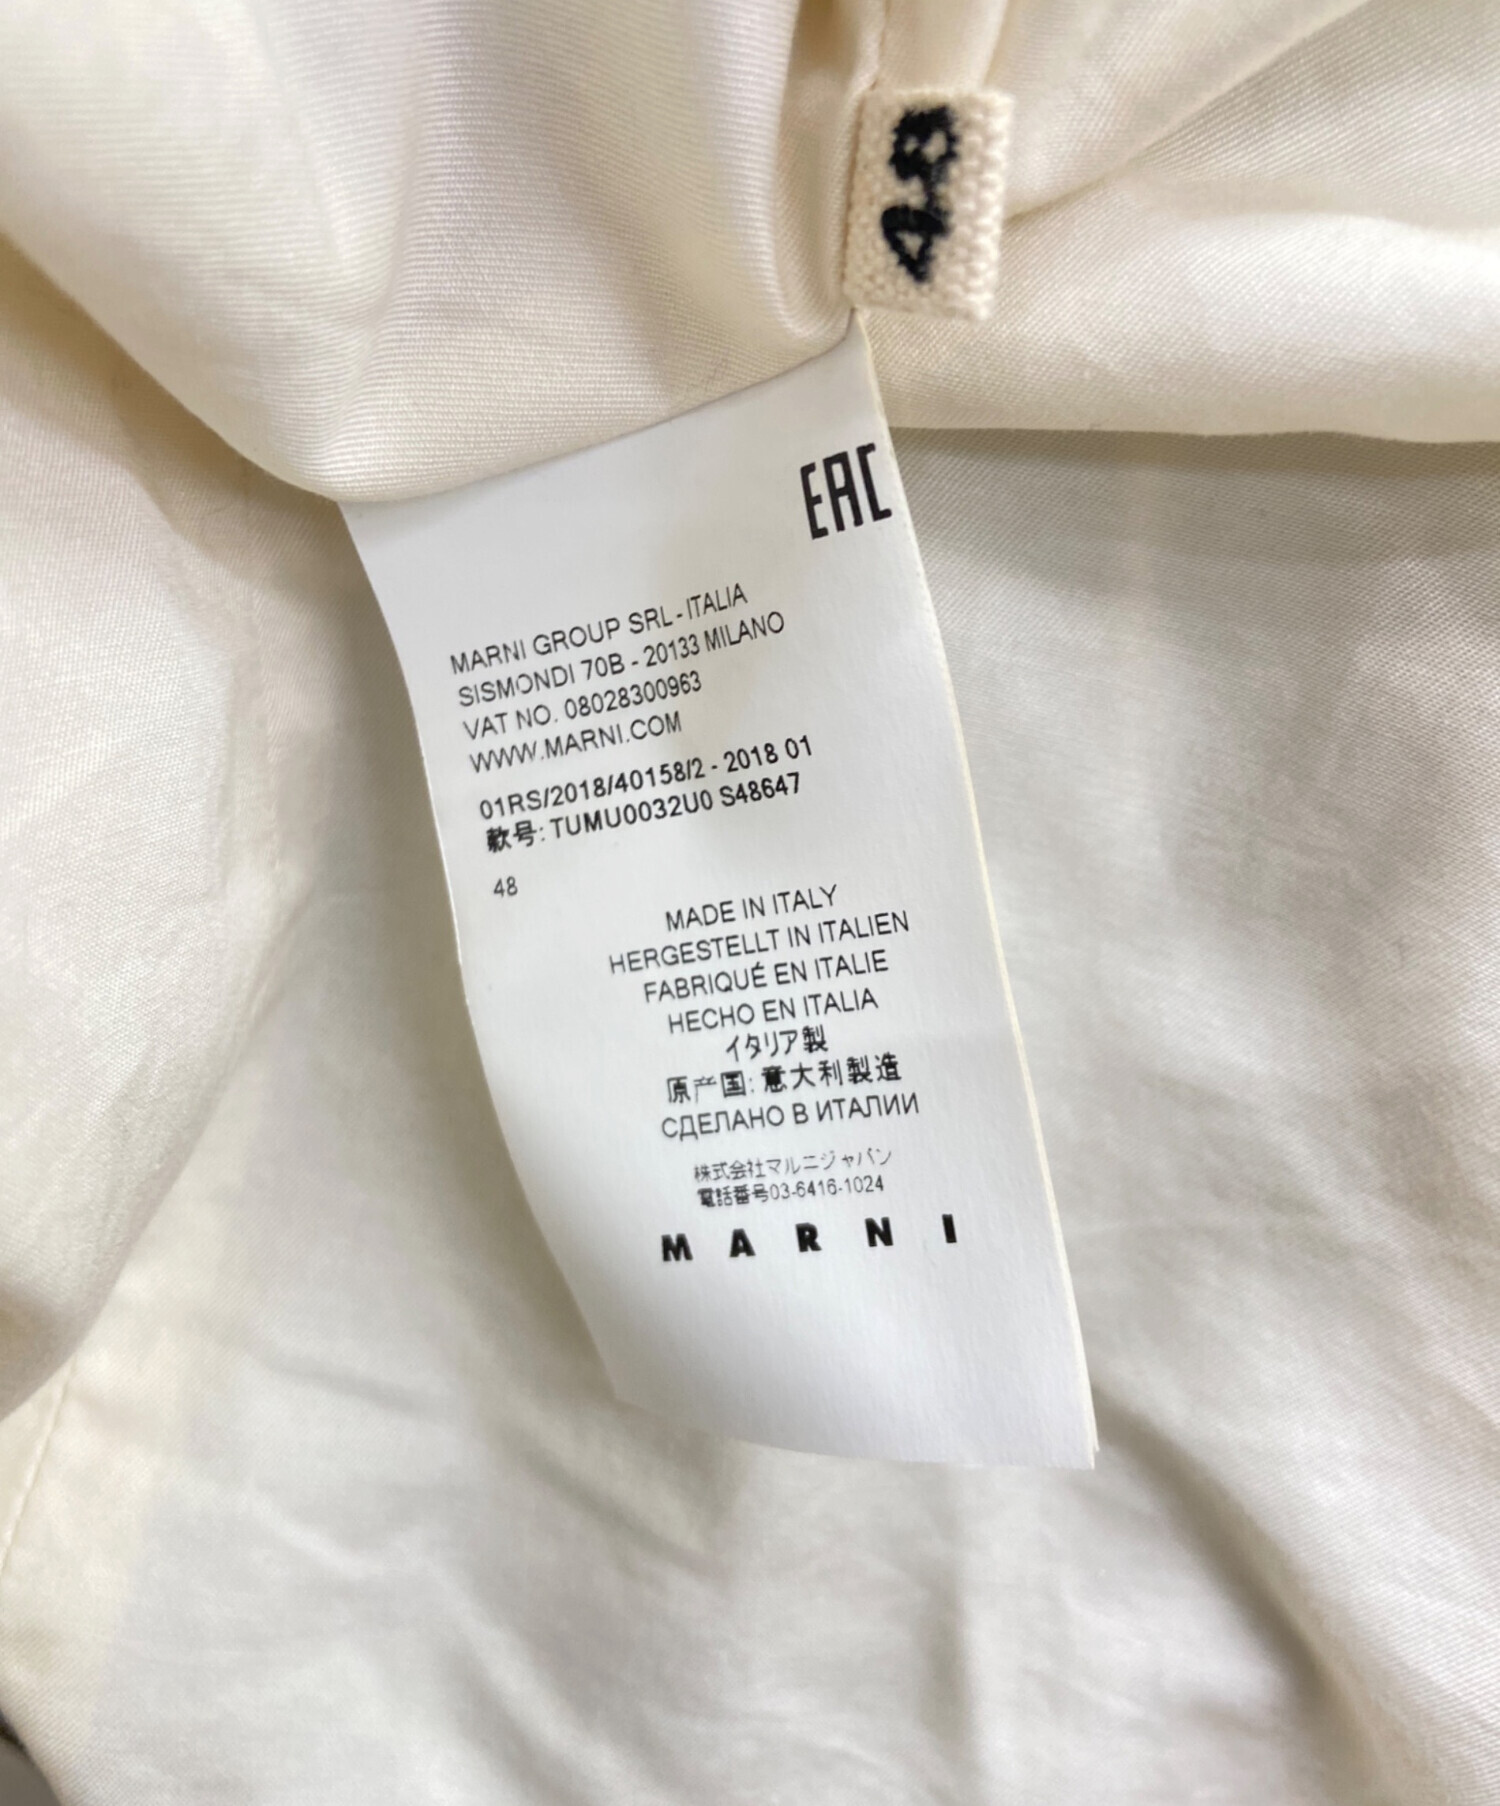 48
EAC
MARNI GROUP SRL - ITALIA
SISMONDI 70B - 20133 MILANO
VAT NO. 08028300963
WWW.MARNI.COM
01RS/2018/40158/2 - 2018 01
款号: TUMU0032U0 S48647
48
MADE IN ITALY
HERGESTELLT IN ITALIEN
FABRIQUÉ EN ITALIE
HECHO EN ITALIA
イタリア製
原产国: 意大利製造
СДЕЛАНО В ИТАЛИИ
株式会社マルニジャパン
電話番号03-6416-1024
MARNI